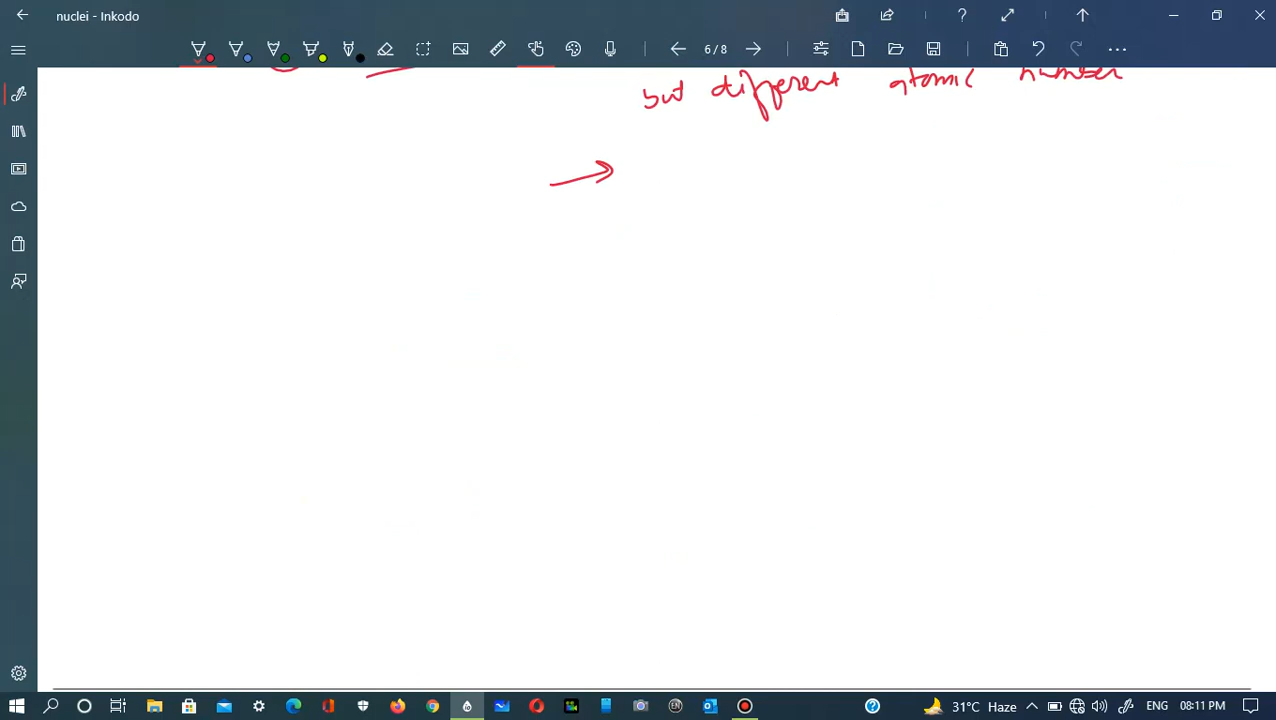 nuclei - Inkodo
6/8
but different atomic number
31°C Haze
ENG
08:11 PM